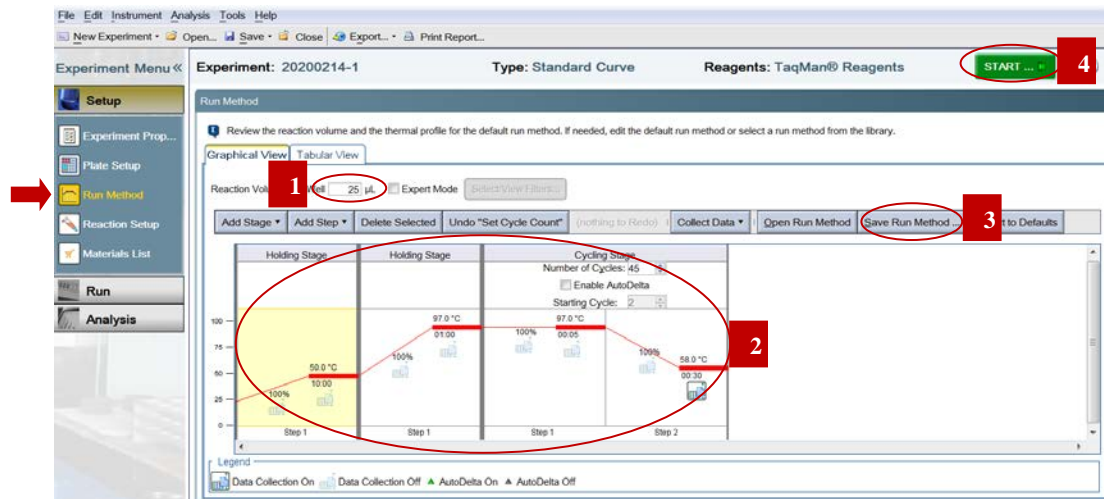 File Edit Instrument Analysis Tools Help
New Experiment Open... Save Close Export... Print Report...
Experiment Menu «
Experiment: 20200214-1 Type: Standard Curve Reagents: TaqMan® Reagents START ... 4
Setup
Run Method
Experiment Prop...
Review the reaction volume and the thermal profile for the default run method. If needed, edit the default run method or select a run method from the library.
Graphical View Tabular View
Plate Setup
Reaction 1 Well 25 µL Expert Mode Select/View Filters...
Run Method
Add Stage Add Step Delete Selected Undo "Set Cycle Count" (nothing to Redo) Collect Data Open Run Method Save Run Method ... 3 to Defaults
Reaction Setup
Materials List
Holding Stage Holding Stage Cycling Stage
Number of Cycles: 45
Enable AutoDelta
Starting Cycle: 2
Run
Analysis
100
75
50
25
0
100% 50.0 °C 10:00
100% 97.0 °C 01:00
100% 97.0 °C 00:05
100% 58.0 °C 00:30
2
Step 1 Step 1 Step 1 Step 2
Legend
Data Collection On Data Collection Off AutoDelta On AutoDelta Off